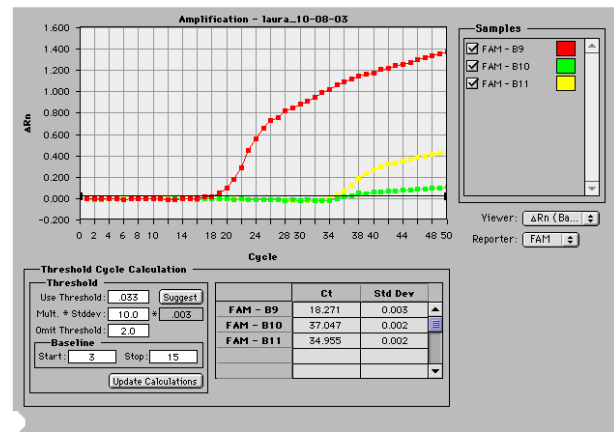 Amplification - laura_10-08-03
1.600
1.400
1.200
1.000
0.800
0.600
0.400
0.200
0.000
-0.200
ΔRn
0 2 4 6 8 10 14 18 20 24 26 28 30 34 38 40 44 48 50
Cycle
Samples
FAM - B9
FAM - B10
FAM - B11
Viewer: ΔRn (Ba...
Reporter: FAM
Threshold Cycle Calculation
Threshold
Use Threshold: .033 Suggest
Mult. * Stddev: 10.0 * .003
Omit Threshold: 2.0
Baseline
Start: 3 Stop: 15
Update Calculations
Ct Std Dev
FAM - B9 18.271 0.003
FAM - B10 37.047 0.002
FAM - B11 34.955 0.002